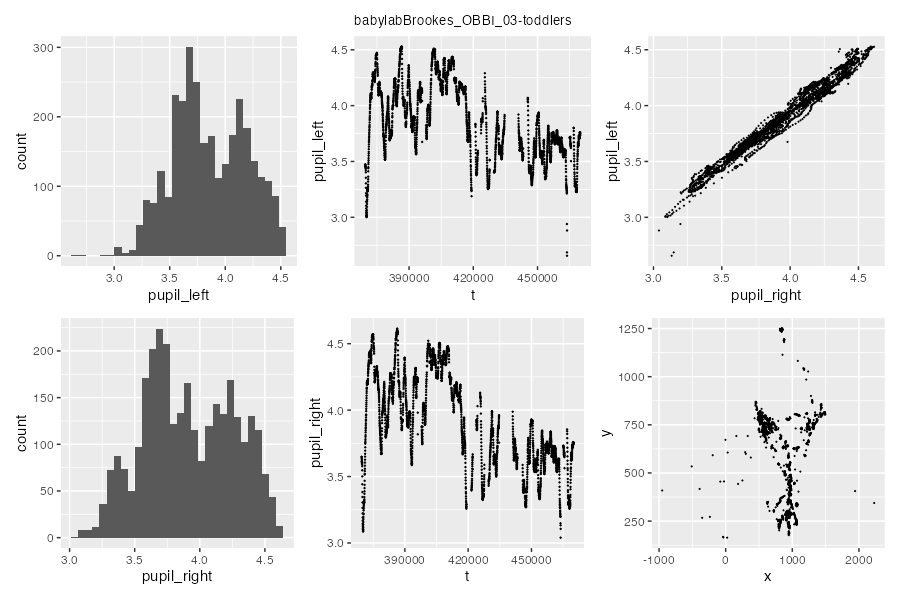 babylabBrookes_OBBI_03-toddlers
300
200
100
0
count
3.0 3.5 4.0 4.5
pupil_left
4.5
4.0
3.5
3.0
pupil_left
390000 420000 450000
t
4.5
4.0
3.5
3.0
pupil_left
3.0 3.5 4.0 4.5
pupil_right
200
150
100
50
0
count
3.0 3.5 4.0 4.5
pupil_right
4.5
4.0
3.5
3.0
pupil_right
390000 420000 450000
t
1250
1000
750
500
250
y
-1000 0 1000 2000
x